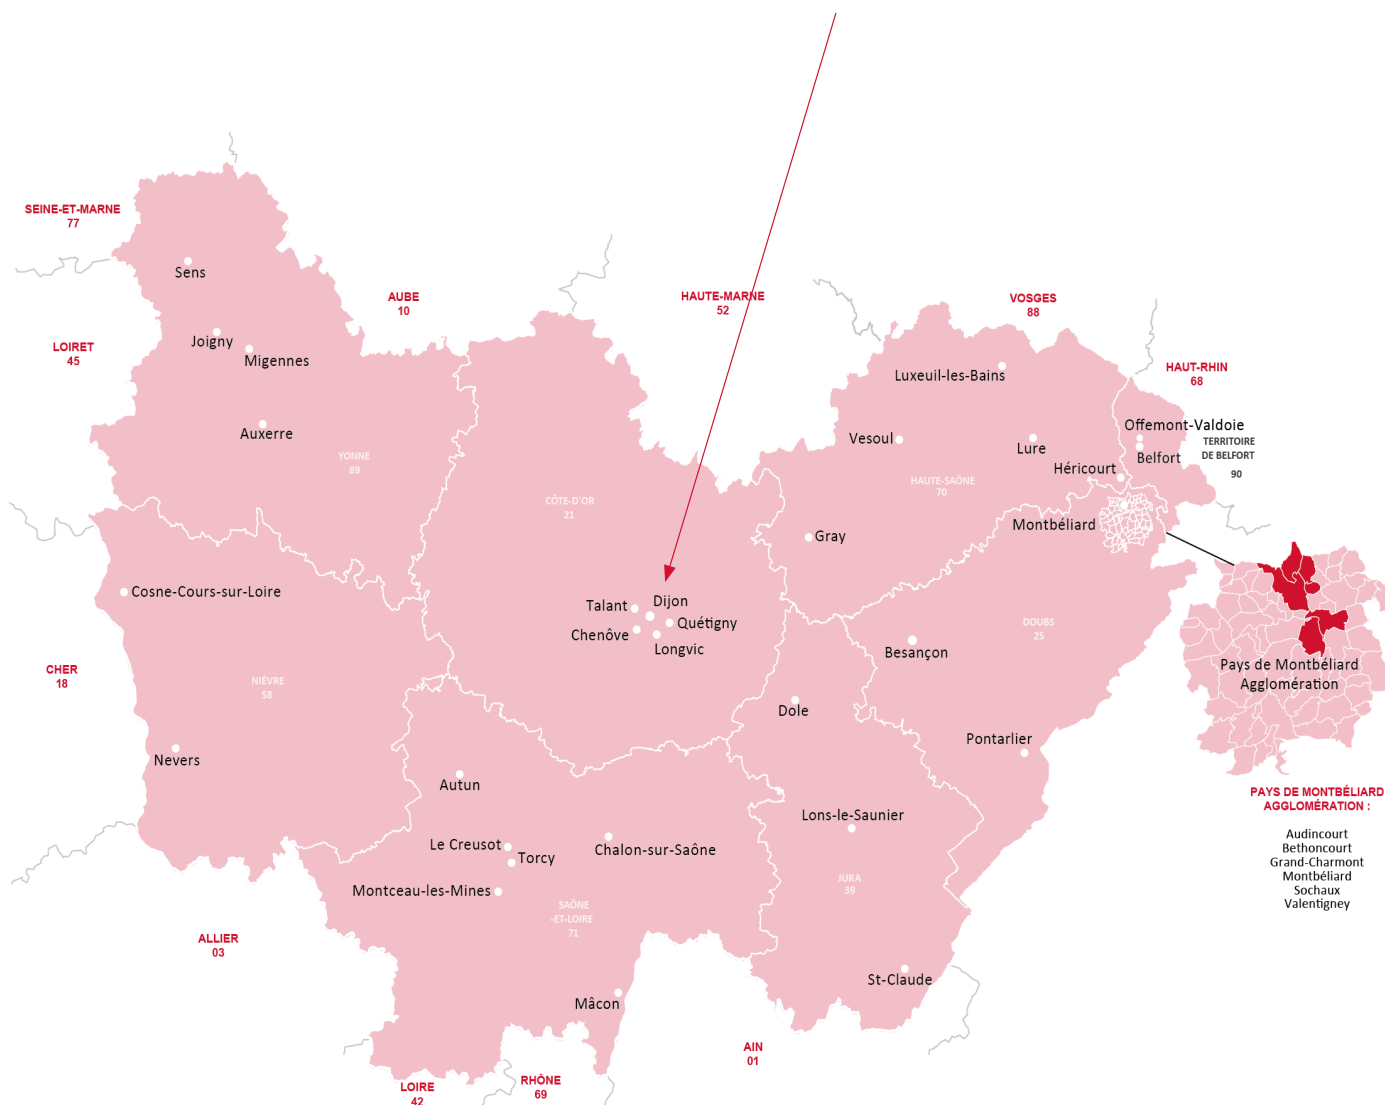 SEINE-ET-MARNE
77
Sens
AUBE
10
HAUTE-MARNE
52
VOSGES
88
LOIRET
45
Joigny
Migennes
Luxeuil-les-Bains
HAUT-RHIN
68
Auxerre
YONNE
89
Vesoul
Lure
Offemont-Valdoie
Belfort
TERRITOIRE
DE BELFORT
90
Héricourt
CÔTE-D'OR
21
HAUTE-SAÔNE
70
Montbéliard
Gray
Cosne-Cours-sur-Loire
Talant
Dijon
Quétigny
Chenôve
Longvic
DOUBS
25
Besançon
CHER
18
NIÈVRE
58
Pays de Montbéliard
Agglomération
Dole
Nevers
Pontarlier
Autun
PAYS DE MONTBÉLIARD
AGGLOMÉRATION :
Audincourt
Bethoncourt
Grand-Charmont
Montbéliard
Sochaux
Valentigney
Lons-le-Saunier
Le Creusot
Torcy
Chalon-sur-Saône
Montceau-les-Mines
JURA
39
SAÔNE
-ET-LOIRE
71
ALLIER
03
St-Claude
Mâcon
AIN
01
LOIRE
42
RHÔNE
69